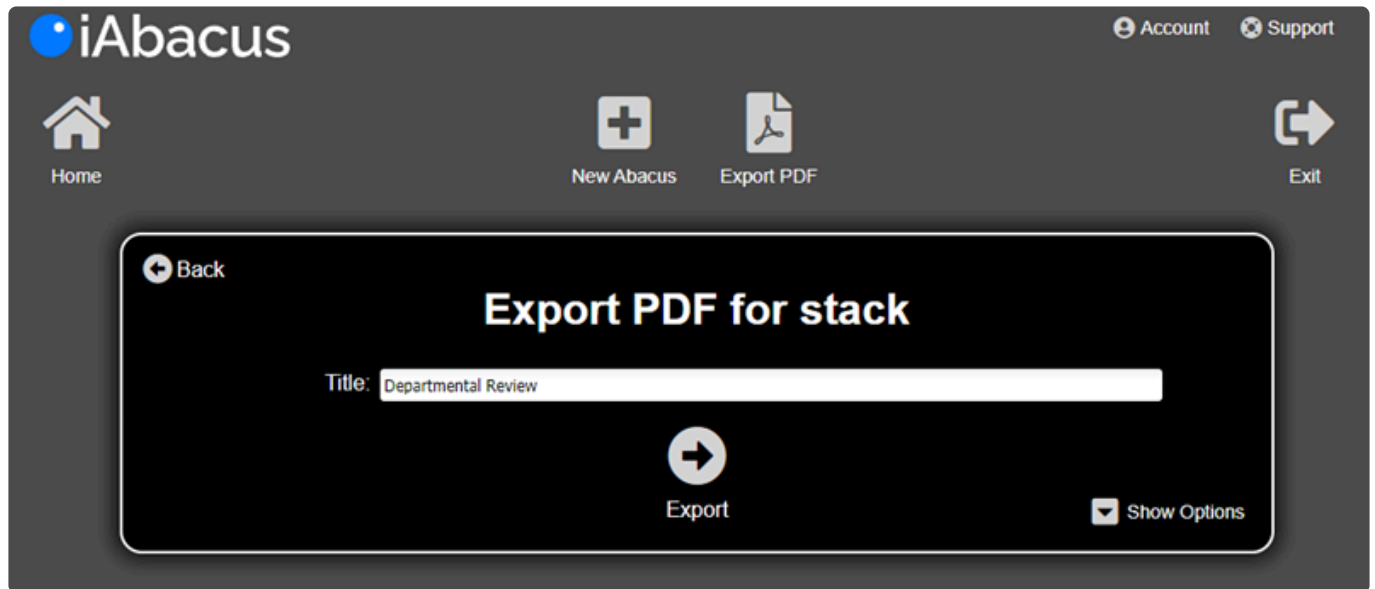 iAbacus
Account Support
Home New Abacus Export PDF Exit
Back
Export PDF for stack
Title: Departmental Review
Export
Show Options